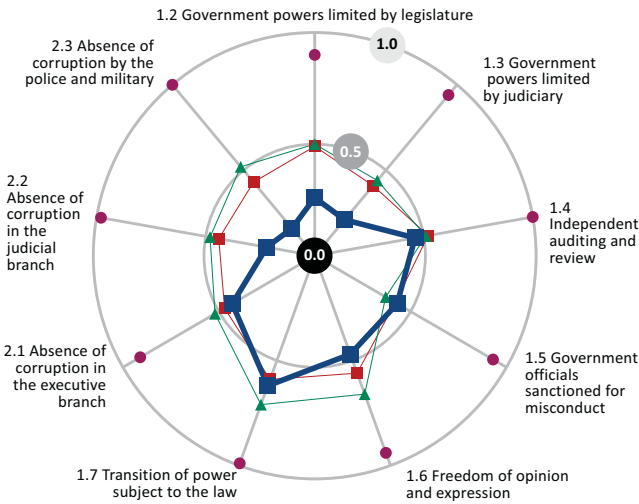 1.2 Government powers limited by legislature
2.3 Absence of
corruption by the
police and military
1.0
1.3 Government
powers limited
by judiciary
0.5
2.2
Absence of
corruption
in the
judicial
branch
1.4
Independent
auditing and
review
0.0
2.1 Absence of
corruption in
the executive
branch
1.5 Government
officials
sanctioned for
misconduct
1.7 Transition of power
subject to the law
1.6 Freedom of opinion
and expression